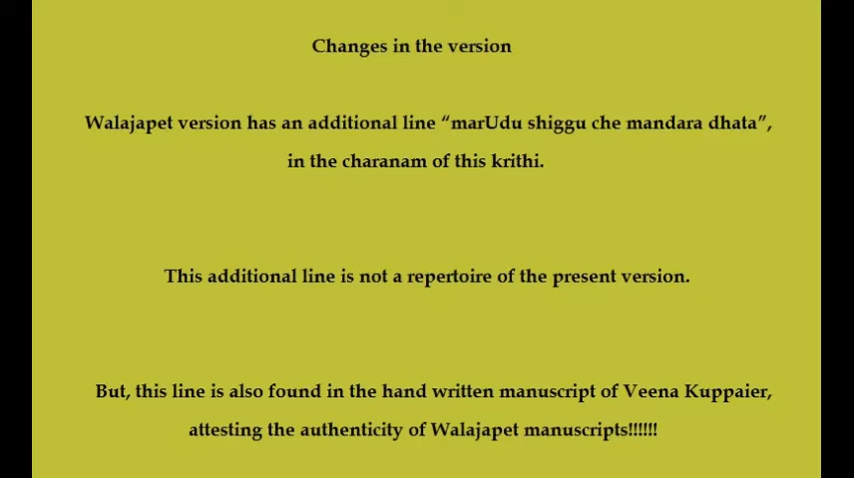 Changes in the version
Walajapet version has an additional line “marUdu shiggu che mandara dhata”,
in the charanam of this krithi.
This additional line is not a repertoire of the present version.
But, this line is also found in the hand written manuscript of Veena Kuppaier,
attesting the authenticity of Walajapet manuscripts!!!!!!